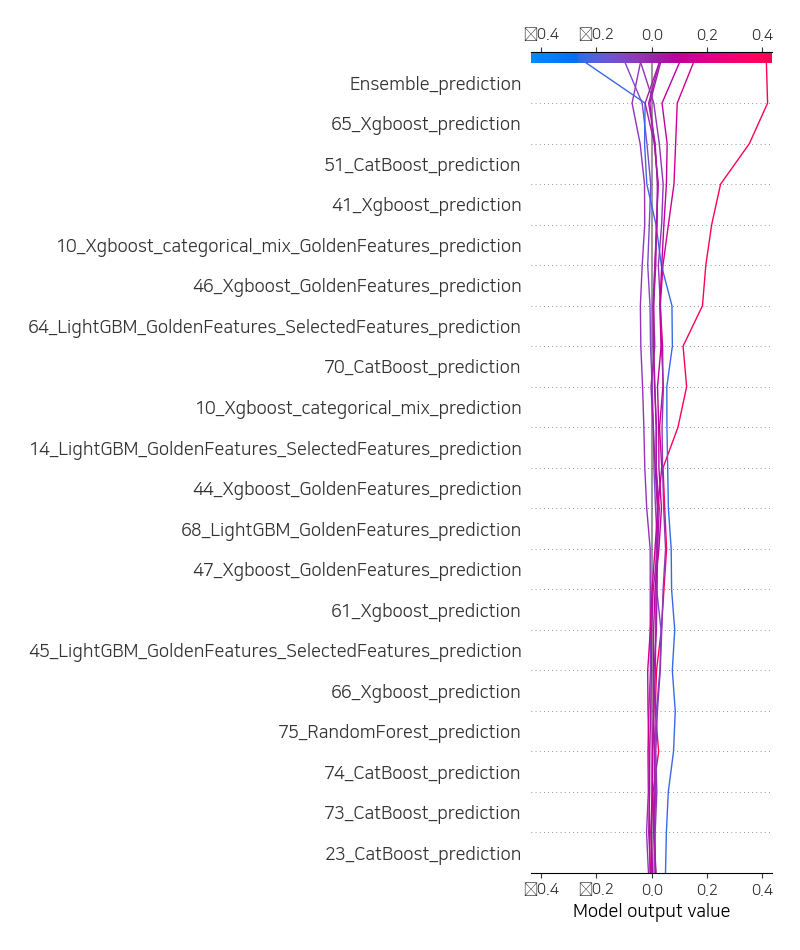 ▯0.4 ▯0.2 0.0 0.2 0.4
Ensemble_prediction
65_Xgboost_prediction
51_CatBoost_prediction
41_Xgboost_prediction
10_Xgboost_categorical_mix_GoldenFeatures_prediction
46_Xgboost_GoldenFeatures_prediction
64_LightGBM_GoldenFeatures_SelectedFeatures_prediction
70_CatBoost_prediction
10_Xgboost_categorical_mix_prediction
14_LightGBM_GoldenFeatures_SelectedFeatures_prediction
44_Xgboost_GoldenFeatures_prediction
68_LightGBM_GoldenFeatures_prediction
47_Xgboost_GoldenFeatures_prediction
61_Xgboost_prediction
45_LightGBM_GoldenFeatures_SelectedFeatures_prediction
66_Xgboost_prediction
75_RandomForest_prediction
74_CatBoost_prediction
73_CatBoost_prediction
23_CatBoost_prediction
▯0.4 ▯0.2 0.0 0.2 0.4
Model output value